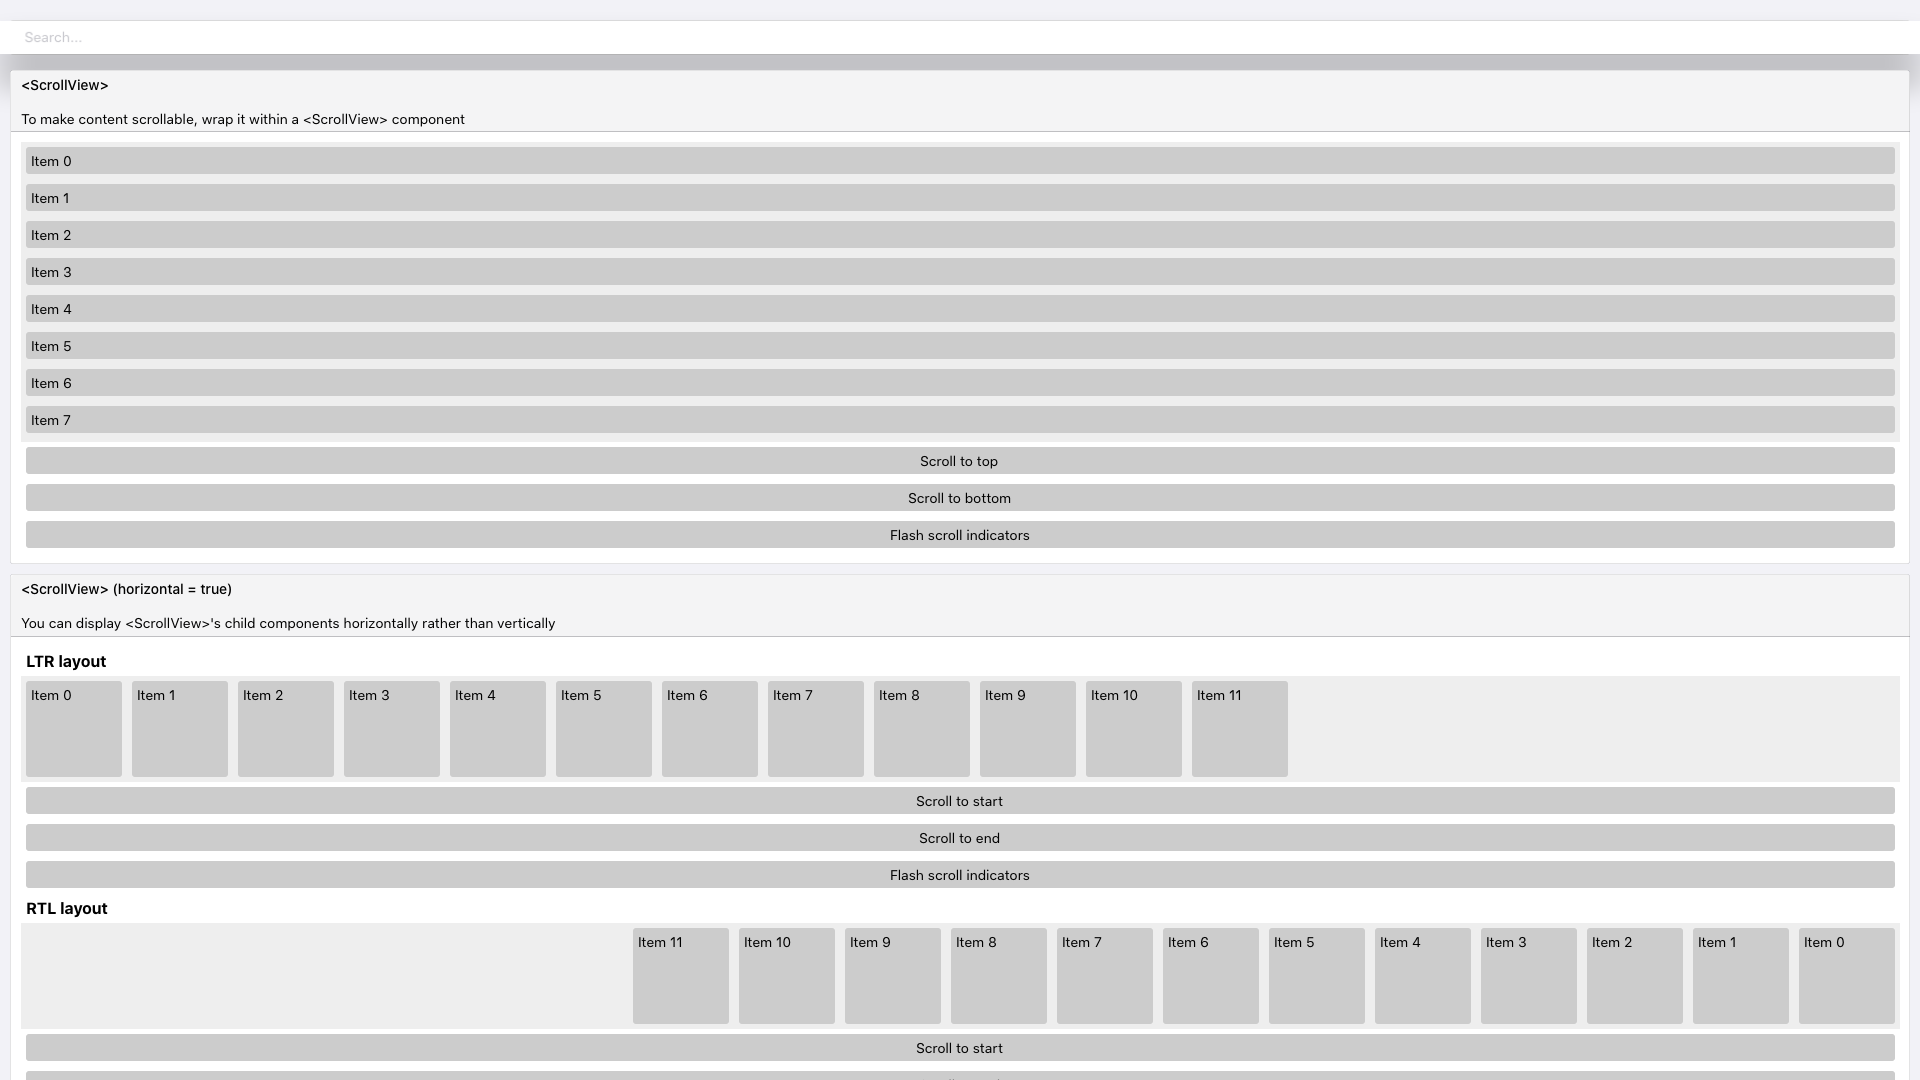 Search...
<ScrollView>
To make content scrollable, wrap it within a <ScrollView> component
Item 0
Item 1
Item 2
Item 3
Item 4
Item 5
Item 6
Item 7
Scroll to top
Scroll to bottom
Flash scroll indicators
<ScrollView> (horizontal = true)
You can display <ScrollView>'s child components horizontally rather than vertically
LTR layout
Item 0 Item 1 Item 2 Item 3 Item 4 Item 5 Item 6 Item 7 Item 8 Item 9 Item 10 Item 11
Scroll to start
Scroll to end
Flash scroll indicators
RTL layout
Item 11 Item 10 Item 9 Item 8 Item 7 Item 6 Item 5 Item 4 Item 3 Item 2 Item 1 Item 0
Scroll to start